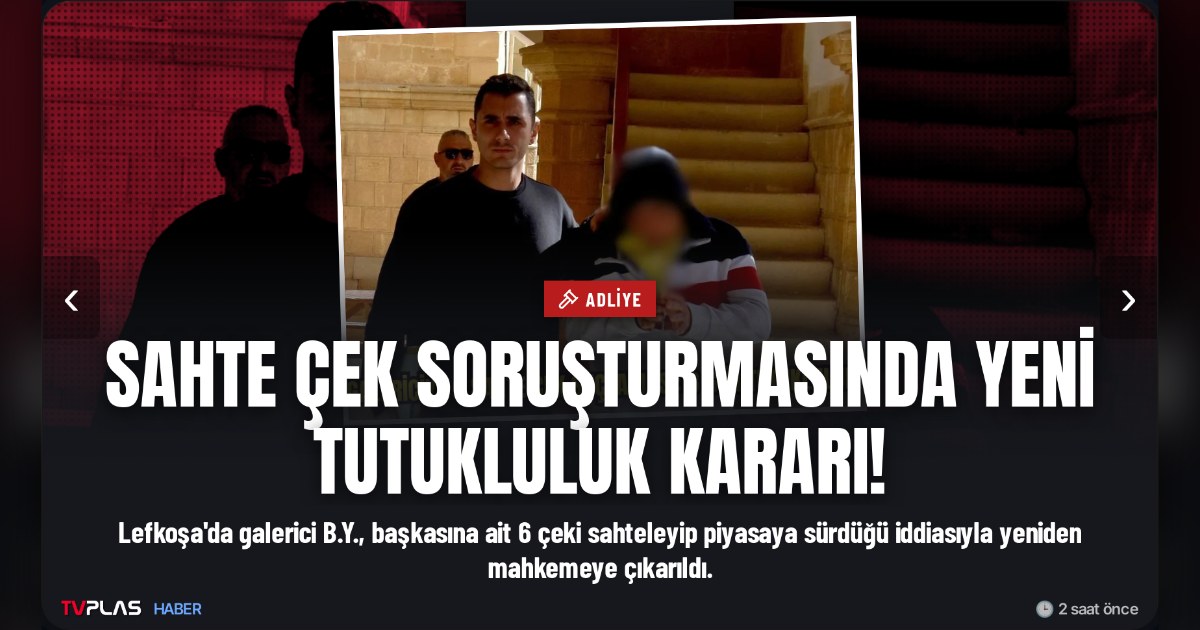 ADLİYE
SAHTE ÇEK SORUŞTURMASINDA YENİ
TUTUKLULUK KARARI!
Lefkoşa'da galerici B.Y., başkasına ait 6 çeki sahteleyip piyasaya sürdüğü iddiasıyla yeniden
mahkemeye çıkarıldı.
TVPLAS HABER
2 saat önce